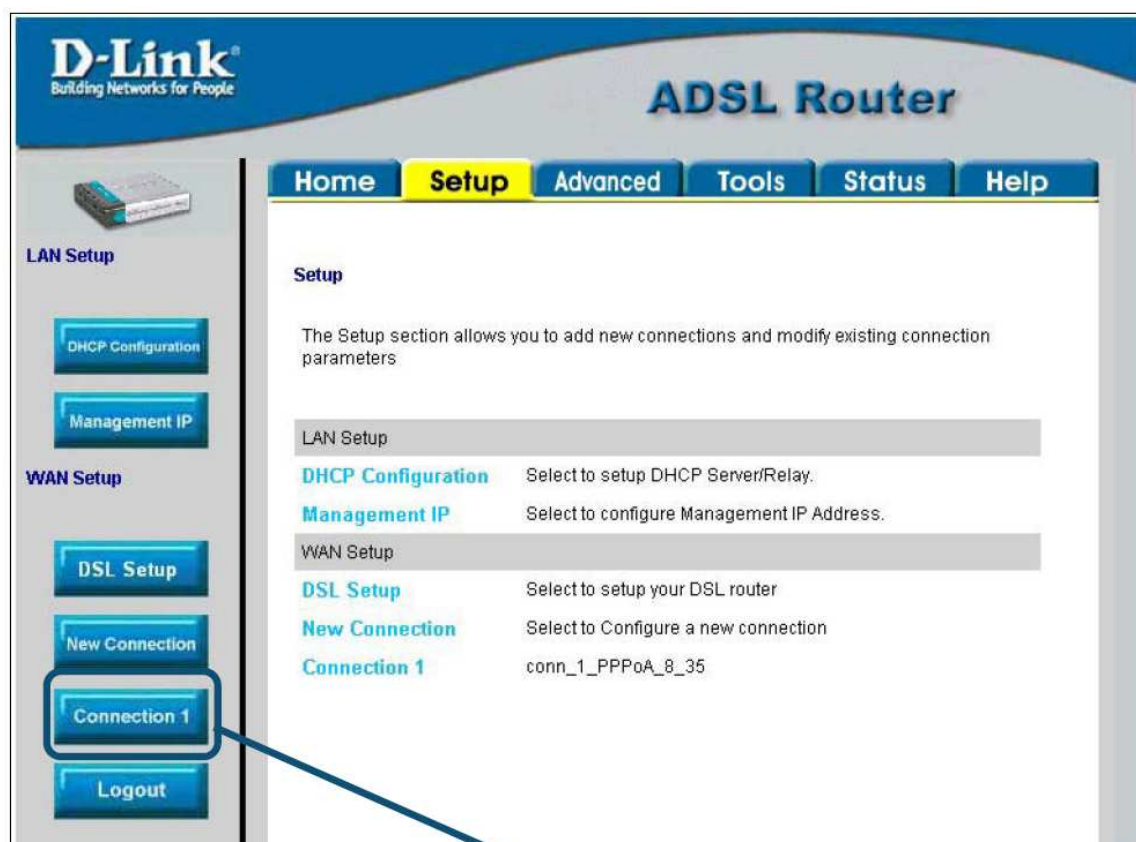 D-Link
Building Networks for People
ADSL Router
Home Setup Advanced Tools Status Help
LAN Setup
DHCP Configuration
Management IP
WAN Setup
DSL Setup
New Connection
Connection 1
Logout
Setup
The Setup section allows you to add new connections and modify existing connection
parameters
LAN Setup
DHCP Configuration Select to setup DHCP Server/Relay.
Management IP Select to configure Management IP Address.
WAN Setup
DSL Setup Select to setup your DSL router
New Connection Select to Configure a new connection
Connection 1 conn_1_PPPoA_8_35